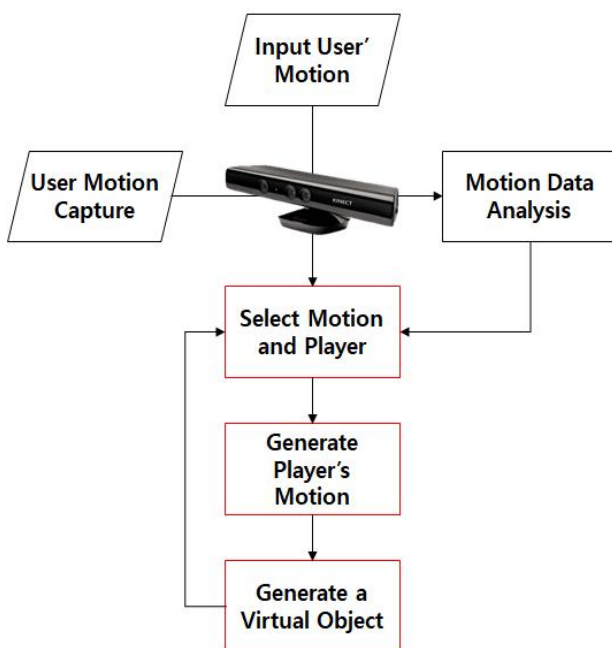 Input User’
Motion
User Motion
Capture
KINECT
Motion Data
Analysis
Select Motion
and Player
Generate
Player’s
Motion
Generate a
Virtual Object